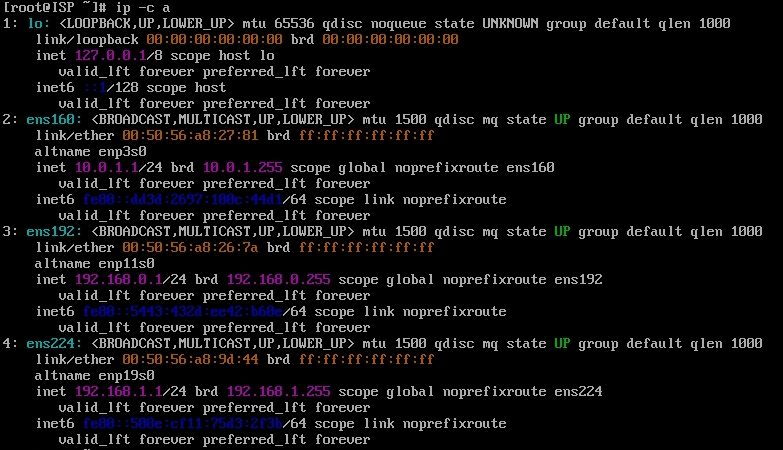 [root@ISP ~]# ip -c a
1: lo: <LOOPBACK,UP,LOWER_UP> mtu 65536 qdisc noqueue state UNKNOWN group default qlen 1000
    link/loopback 00:00:00:00:00:00 brd 00:00:00:00:00:00
    inet 127.0.0.1/8 scope host lo
       valid_lft forever preferred_lft forever
    inet6 ::1/128 scope host
       valid_lft forever preferred_lft forever
2: ens160: <BROADCAST,MULTICAST,UP,LOWER_UP> mtu 1500 qdisc mq state UP group default qlen 1000
    link/ether 00:50:56:a8:27:81 brd ff:ff:ff:ff:ff:ff
    altname enp3s0
    inet 10.0.1.1/24 brd 10.0.1.255 scope global noprefixroute ens160
       valid_lft forever preferred_lft forever
    inet6 fe80::dd3d:2697:180c:44d1/64 scope link noprefixroute
       valid_lft forever preferred_lft forever
3: ens192: <BROADCAST,MULTICAST,UP,LOWER_UP> mtu 1500 qdisc mq state UP group default qlen 1000
    link/ether 00:50:56:a8:26:7a brd ff:ff:ff:ff:ff:ff
    altname enp11s0
    inet 192.168.0.1/24 brd 192.168.0.255 scope global noprefixroute ens192
       valid_lft forever preferred_lft forever
    inet6 fe80::5443:432d:ee42:b60e/64 scope link noprefixroute
       valid_lft forever preferred_lft forever
4: ens224: <BROADCAST,MULTICAST,UP,LOWER_UP> mtu 1500 qdisc mq state UP group default qlen 1000
    link/ether 00:50:56:a8:9d:44 brd ff:ff:ff:ff:ff:ff
    altname enp19s0
    inet 192.168.1.1/24 brd 192.168.1.255 scope global noprefixroute ens224
       valid_lft forever preferred_lft forever
    inet6 /64 scope link noprefixroute
       valid_lft forever preferred_lft forever